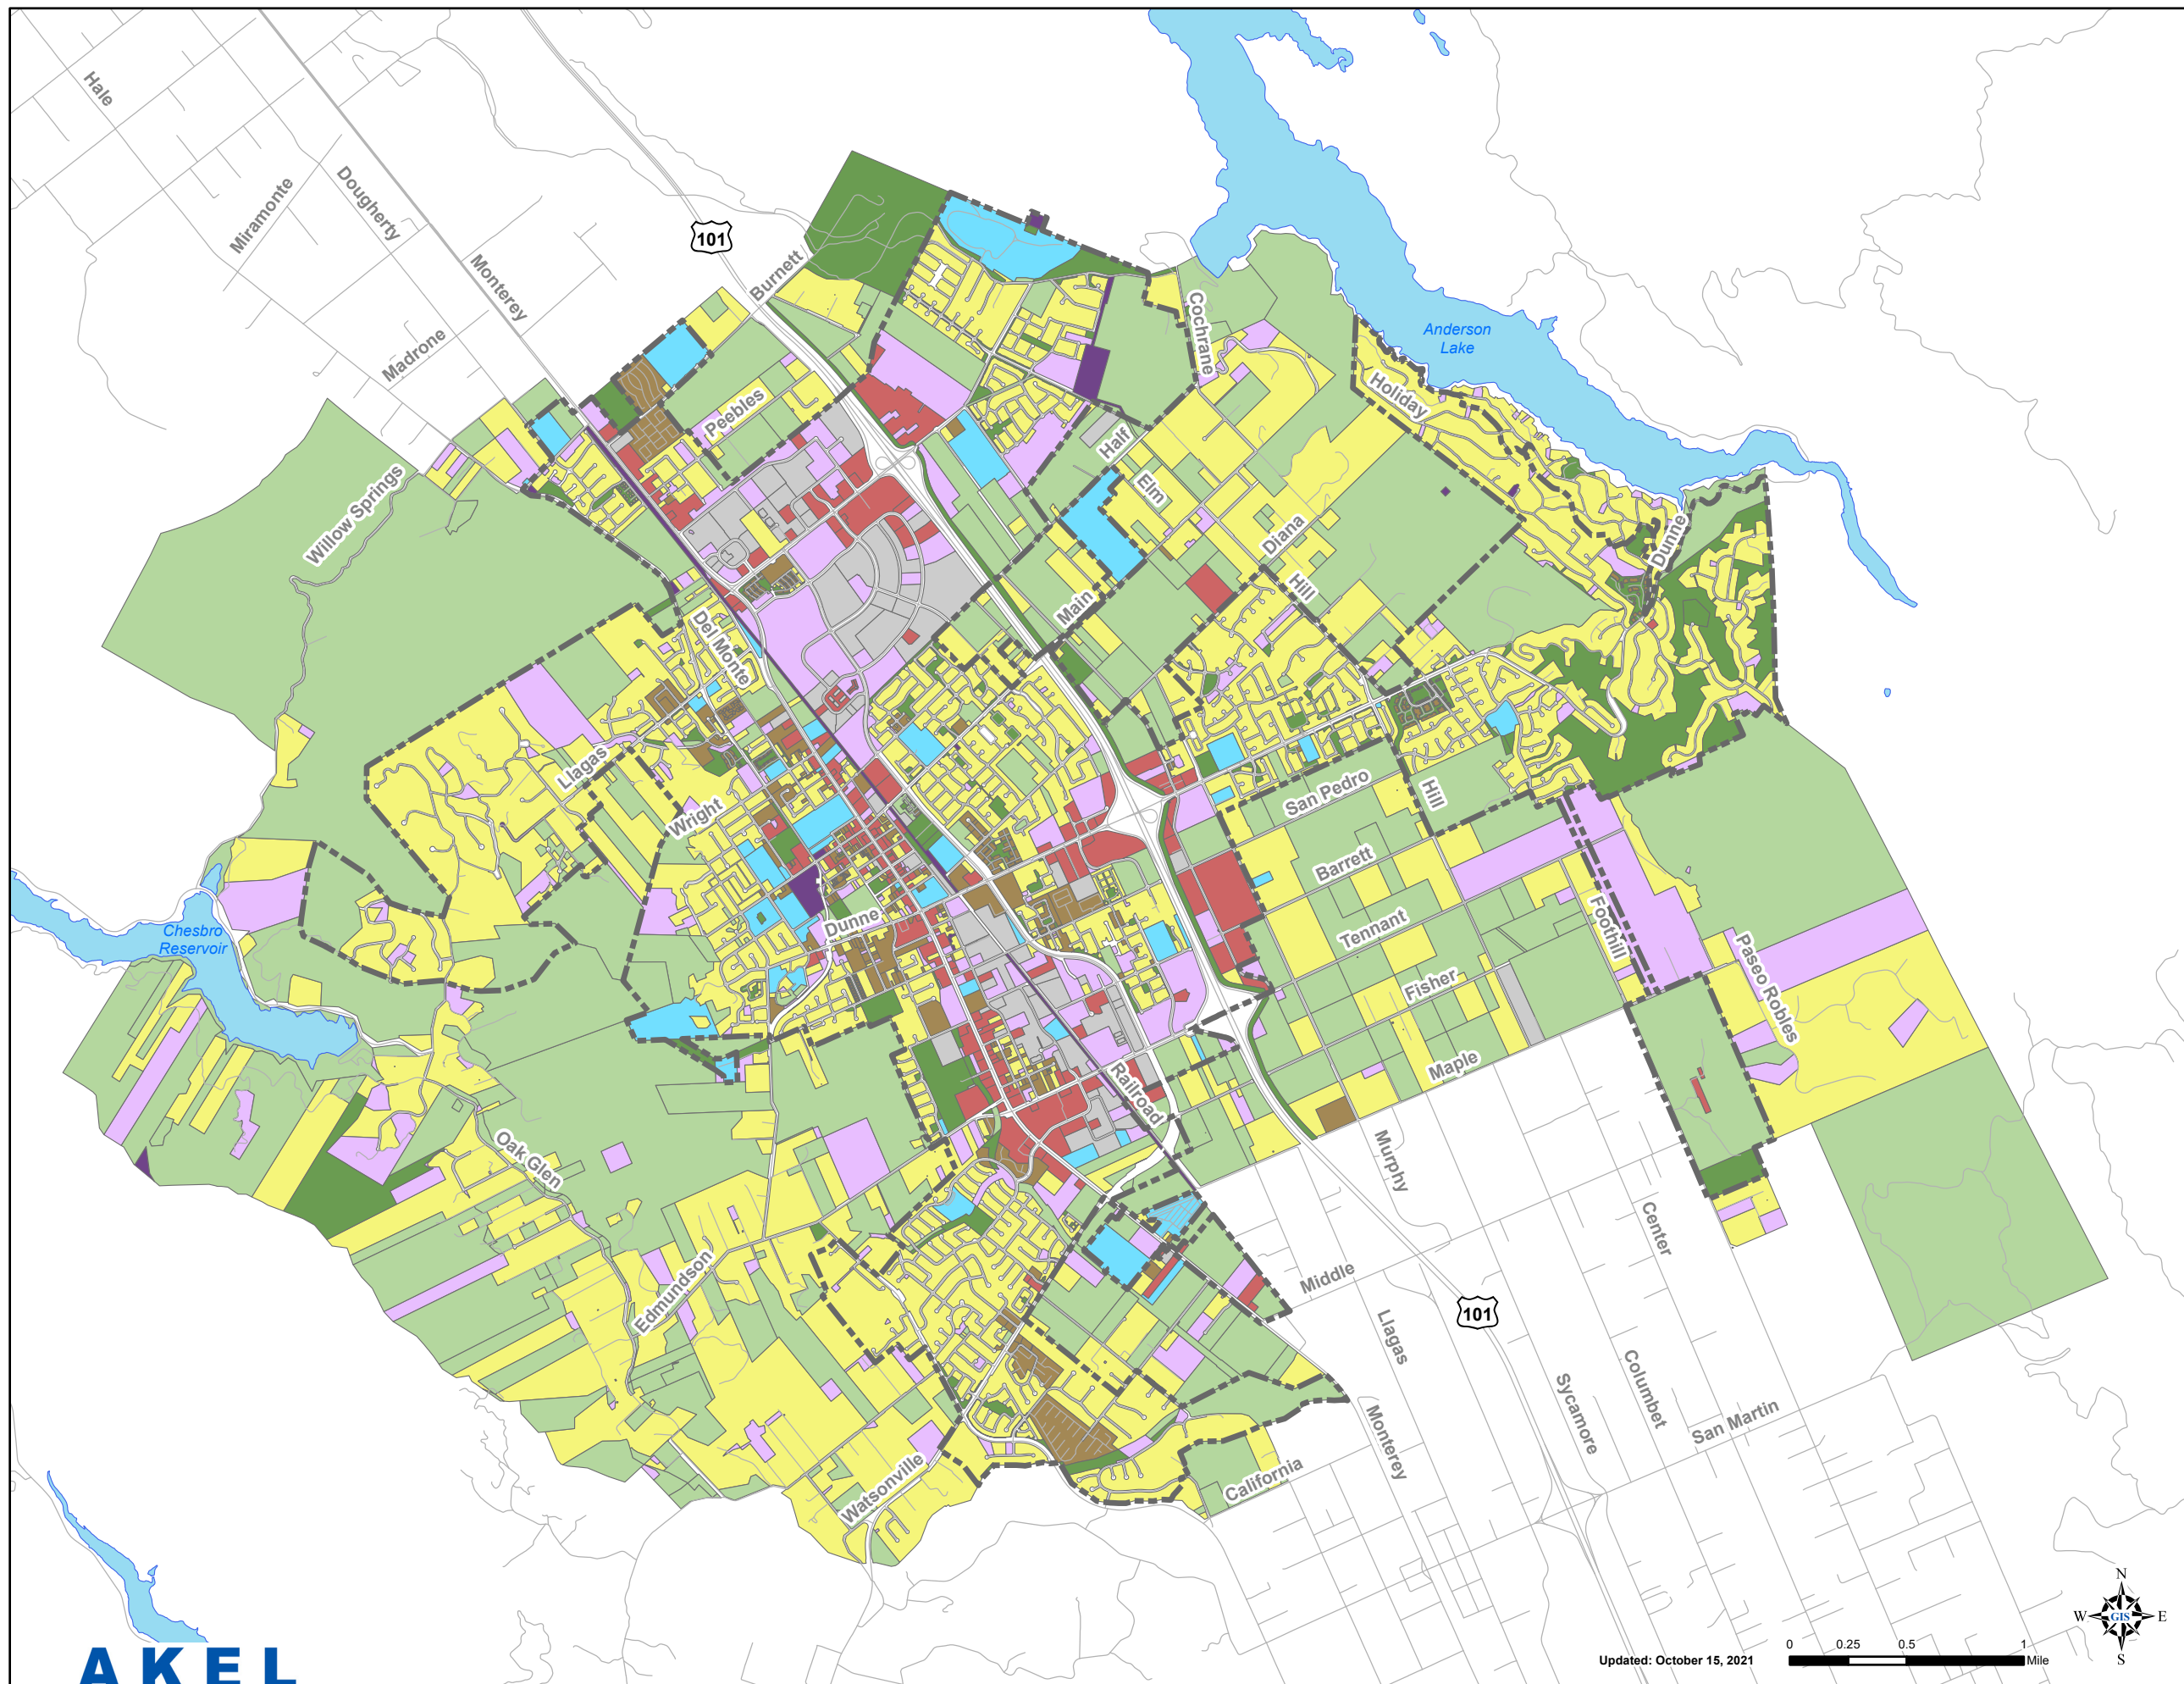 Hale
Miramonte
Dougherty
Monterey
Madrone
101
Burnett
Peebles
Cochrane
Anderson
Lake
Holiday
Half
Elm
Willow Springs
Diana
Dunne
Hill
Main
Del Monte
Llagas
Wright
San Pedro
Hill
Barrett
Dunne
Tennant
Foothill
Chesbro
Reservoir
Fisher
Paseo Robles
Maple
Railroad
Murphy
Oak Glen
Center
Edmundson
Middle
101
Llagas
Columbet
Sycamore
San Martin
Monterey
California
Watsonville
N
W
GIS
E
S
0
0.25
0.5
1
Mile
Updated: October 15, 2021
AKEL